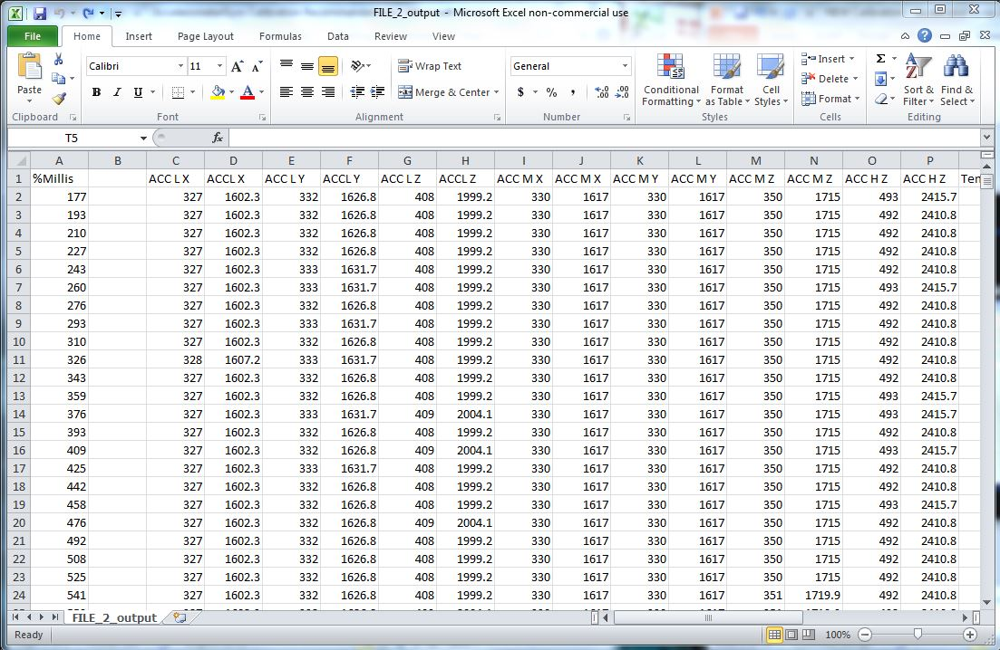 FILE_2_output - Microsoft Excel non-commercial use
File Home Insert Page Layout Formulas Data Review View
Calibri 11 Wrap Text General Insert
Paste Merge & Center Conditional Formatting Format as Table Cell Styles Delete Format Sort & Filter Find & Select
Clipboard Font Alignment Number Styles Cells Editing
T5 fx
A B C D E F G H I J K L M N O P
1 %Millis ACC L X ACCL X ACC L Y ACCL Y ACC L Z ACCL Z ACC M X ACC M X ACC M Y ACC M Y ACC M Z ACC M Z ACC H Z ACC H Z Ten
2 177 327 1602.3 332 1626.8 408 1999.2 330 1617 330 1617 350 1715 493 2415.7
3 193 327 1602.3 332 1626.8 408 1999.2 330 1617 330 1617 350 1715 492 2410.8
4 210 327 1602.3 332 1626.8 408 1999.2 330 1617 330 1617 350 1715 492 2410.8
5 227 327 1602.3 332 1626.8 408 1999.2 330 1617 330 1617 350 1715 492 2410.8
6 243 327 1602.3 333 1631.7 408 1999.2 330 1617 330 1617 350 1715 492 2410.8
7 260 327 1602.3 333 1631.7 408 1999.2 330 1617 330 1617 350 1715 493 2415.7
8 276 327 1602.3 332 1626.8 408 1999.2 330 1617 330 1617 350 1715 492 2410.8
9 293 327 1602.3 333 1631.7 408 1999.2 330 1617 330 1617 350 1715 492 2410.8
10 310 327 1602.3 332 1626.8 408 1999.2 330 1617 330 1617 350 1715 492 2410.8
11 326 328 1607.2 333 1631.7 408 1999.2 330 1617 330 1617 350 1715 492 2410.8
12 343 327 1602.3 332 1626.8 408 1999.2 330 1617 330 1617 350 1715 492 2410.8
13 359 327 1602.3 332 1626.8 408 1999.2 330 1617 330 1617 350 1715 493 2415.7
14 376 327 1602.3 333 1631.7 409 2004.1 330 1617 330 1617 350 1715 493 2415.7
15 393 327 1602.3 332 1626.8 408 1999.2 330 1617 330 1617 350 1715 492 2410.8
16 409 327 1602.3 332 1626.8 409 2004.1 330 1617 330 1617 350 1715 493 2415.7
17 425 327 1602.3 333 1631.7 408 1999.2 330 1617 330 1617 350 1715 492 2410.8
18 442 327 1602.3 332 1626.8 408 1999.2 330 1617 330 1617 350 1715 492 2410.8
19 458 327 1602.3 332 1626.8 408 1999.2 330 1617 330 1617 350 1715 493 2415.7
20 476 327 1602.3 332 1626.8 409 2004.1 330 1617 330 1617 350 1715 492 2410.8
21 492 327 1602.3 332 1626.8 408 1999.2 330 1617 330 1617 350 1715 492 2410.8
22 508 327 1602.3 332 1626.8 408 1999.2 330 1617 330 1617 350 1715 492 2410.8
23 525 327 1602.3 332 1626.8 408 1999.2 330 1617 330 1617 350 1715 492 2410.8
24 541 327 1602.3 332 1626.8 408 1999.2 330 1617 330 1617 351 1719.9 492 2410.8
FILE_2_output
Ready 100%